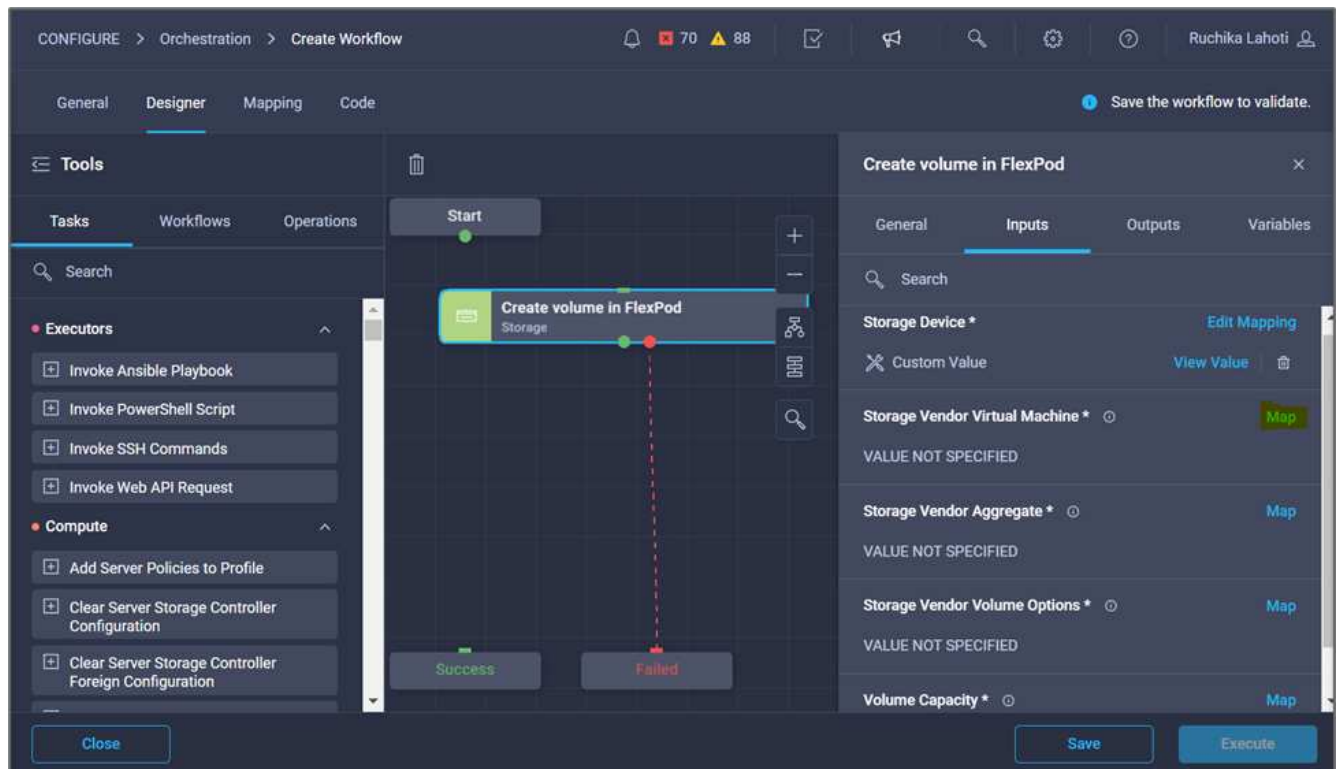 CONFIGURE > Orchestration > Create Workflow
70 88
Ruchika Lahoti
General Designer Mapping Code
Save the workflow to validate.
Tools
Tasks Workflows Operations
Search
Executors
Invoke Ansible Playbook
Invoke PowerShell Script
Invoke SSH Commands
Invoke Web API Request
Compute
Add Server Policies to Profile
Clear Server Storage Controller
Configuration
Clear Server Storage Controller
Foreign Configuration
Start
Create volume in FlexPod
Storage
Success Failed
Create volume in FlexPod
General Inputs Outputs Variables
Search
Storage Device * Edit Mapping
Custom Value View Value
Storage Vendor Virtual Machine * Map
VALUE NOT SPECIFIED
Storage Vendor Aggregate * Map
VALUE NOT SPECIFIED
Storage Vendor Volume Options * Map
VALUE NOT SPECIFIED
Volume Capacity * Map
Close Save Execute